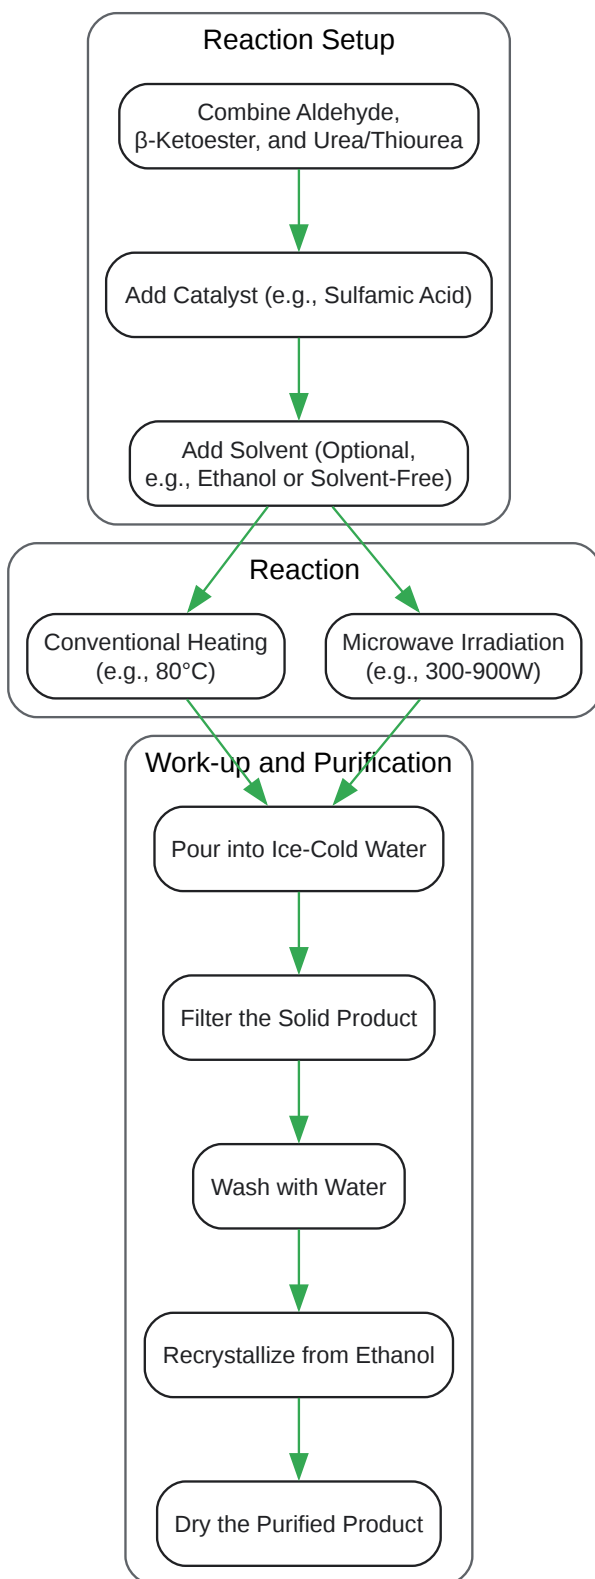 Reaction Setup
Combine Aldehyde,
β-Ketoester, and Urea/Thiourea
Add Catalyst (e.g., Sulfamic Acid)
Add Solvent (Optional,
e.g., Ethanol or Solvent-Free)
Reaction
Conventional Heating
(e.g., 80°C)
Microwave Irradiation
(e.g., 300-900W)
Work-up and Purification
Pour into Ice-Cold Water
Filter the Solid Product
Wash with Water
Recrystallize from Ethanol
Dry the Purified Product